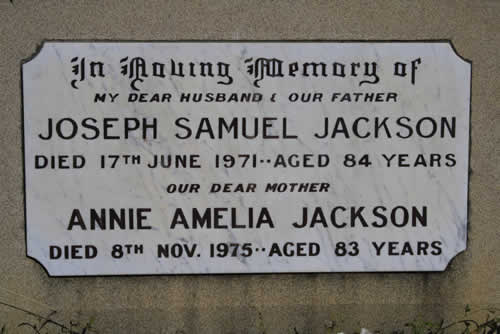 In Loving Memory of
MY DEAR HUSBAND & OUR FATHER
JOSEPH SAMUEL JACKSON
DIED 17TH JUNE 1971·· AGED 84 YEARS
OUR DEAR MOTHER
ANNIE AMELIA JACKSON
DIED 8TH NOV. 1975·· AGED 83 YEARS